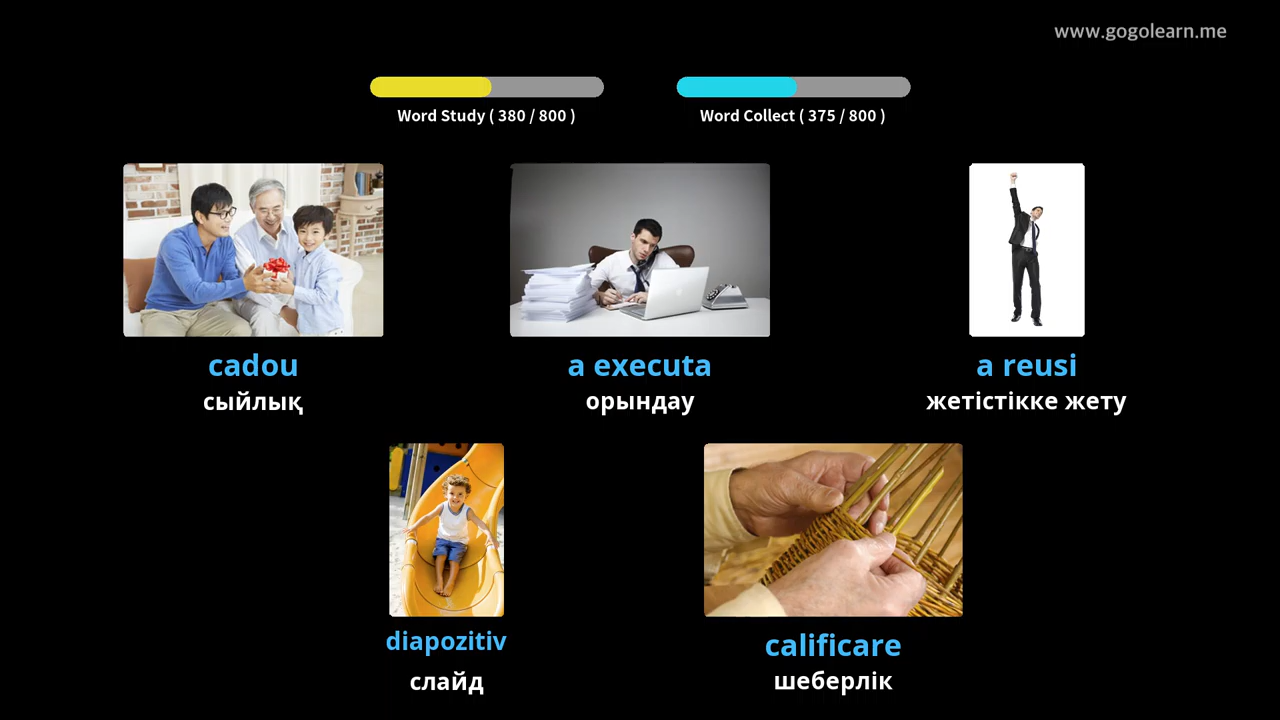 www.gogolearn.me
Word Study ( 380 / 800 )
Word Collect ( 375 / 800 )
cadou
сыйлық
a executa
орындау
a reusi
жетістікке жету
diapozitiv
слайд
calificare
шеберлік